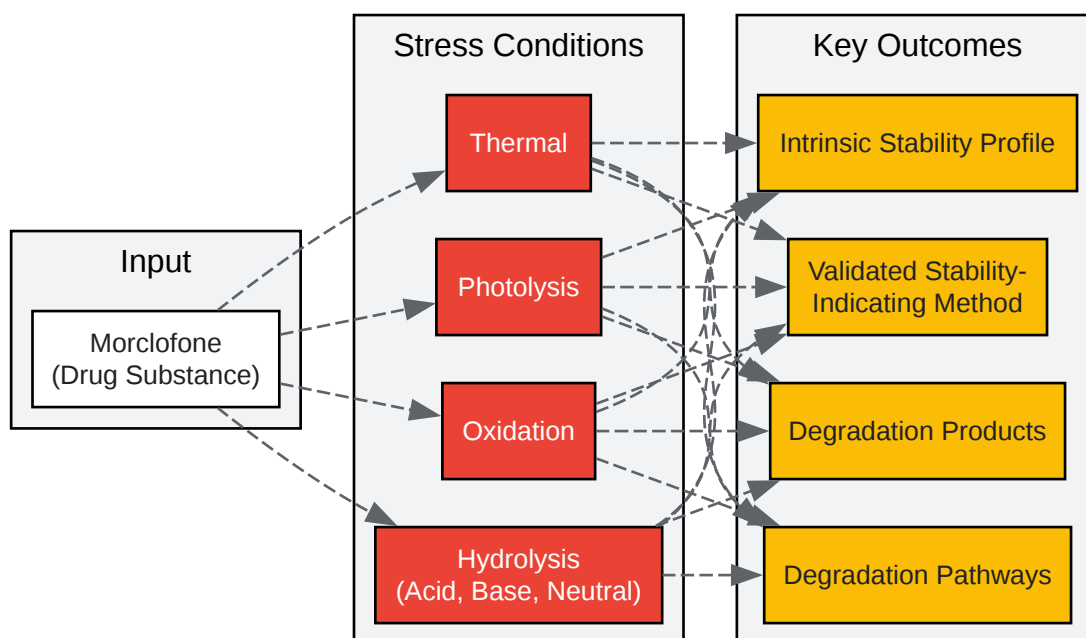 Input
Morclofone
(Drug Substance)
Stress Conditions
Thermal
Photolysis
Oxidation
Hydrolysis
(Acid, Base, Neutral)
Key Outcomes
Intrinsic Stability Profile
Validated Stability-
Indicating Method
Degradation Products
Degradation Pathways